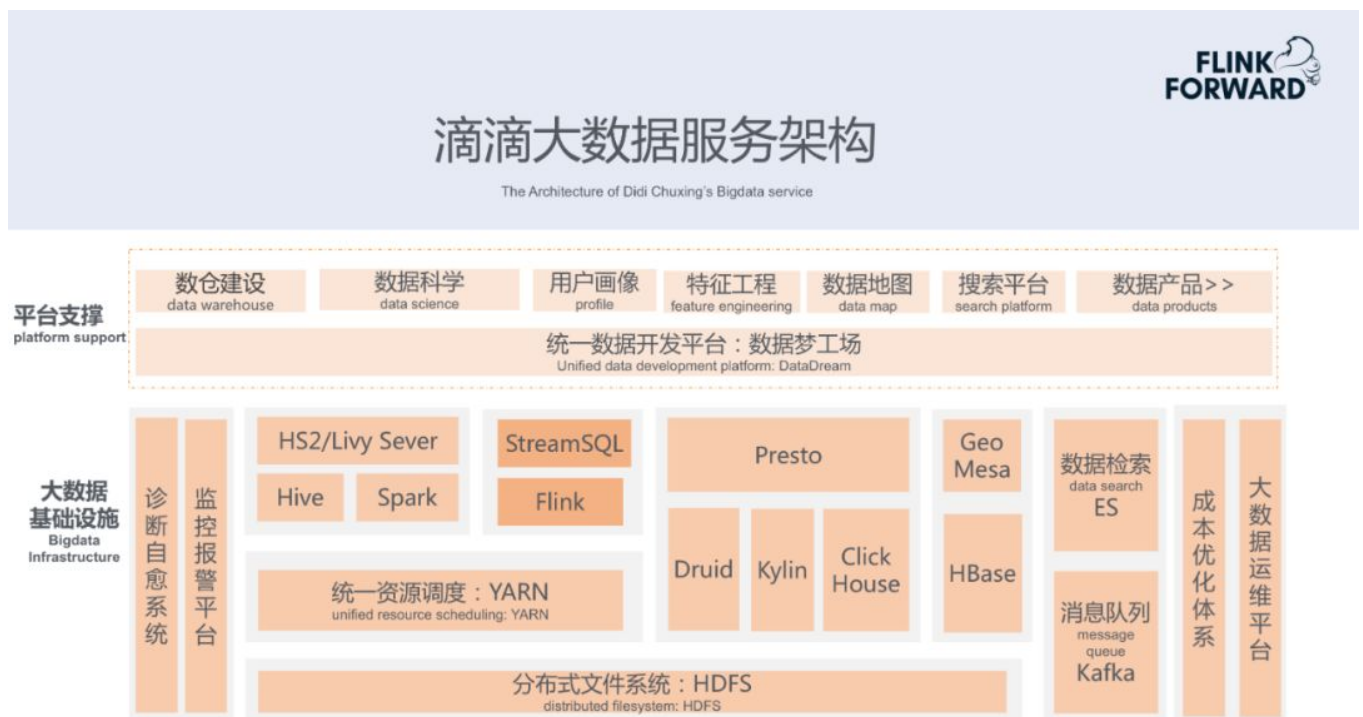 FLINK
FORWARD
滴滴大数据服务架构
The Architecture of Didi Chuxing's Bigdata service
平台支撑
platform support
数仓建设
data warehouse
数据科学
data science
用户画像
profile
特征工程
feature engineering
数据地图
data map
搜索平台
search platform
数据产品>>
data products
统一数据开发平台：数据梦工场
Unified data development platform: DataDream
大数据
基础设施
Bigdata
Infrastructure
诊断自愈系统
监控报警平台
HS2/Livy Sever
Hive
Spark
StreamSQL
Flink
统一资源调度：YARN
unified resource scheduling: YARN
Presto
Druid
Kylin
Click
House
Geo
Mesa
HBase
分布式文件系统：HDFS
distributed filesystem: HDFS
数据检索
data search
ES
消息队列
message
queue
Kafka
成本优化体系
大数据运维平台